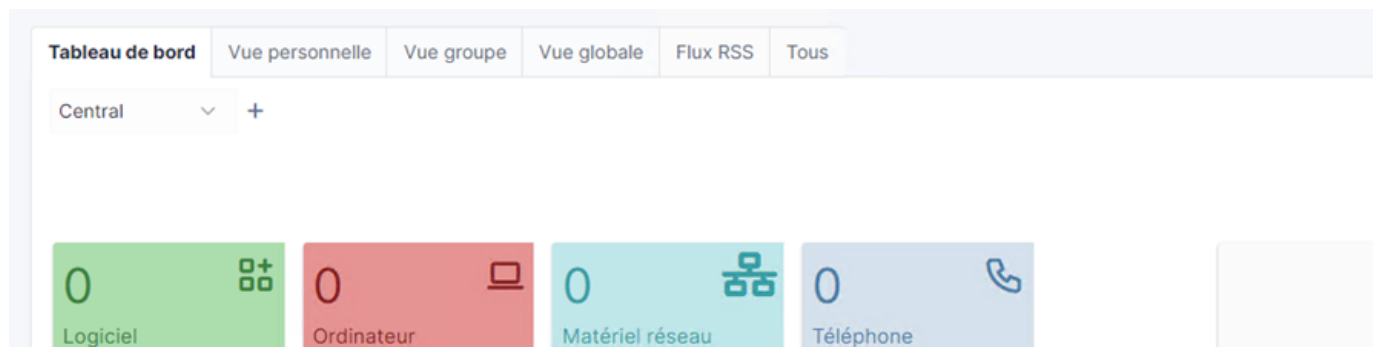 Tableau de bord Vue personnelle Vue groupe Vue globale Flux RSS Tous
Central +
0 0 0 0
Logiciel Ordinateur Matériel réseau Téléphone